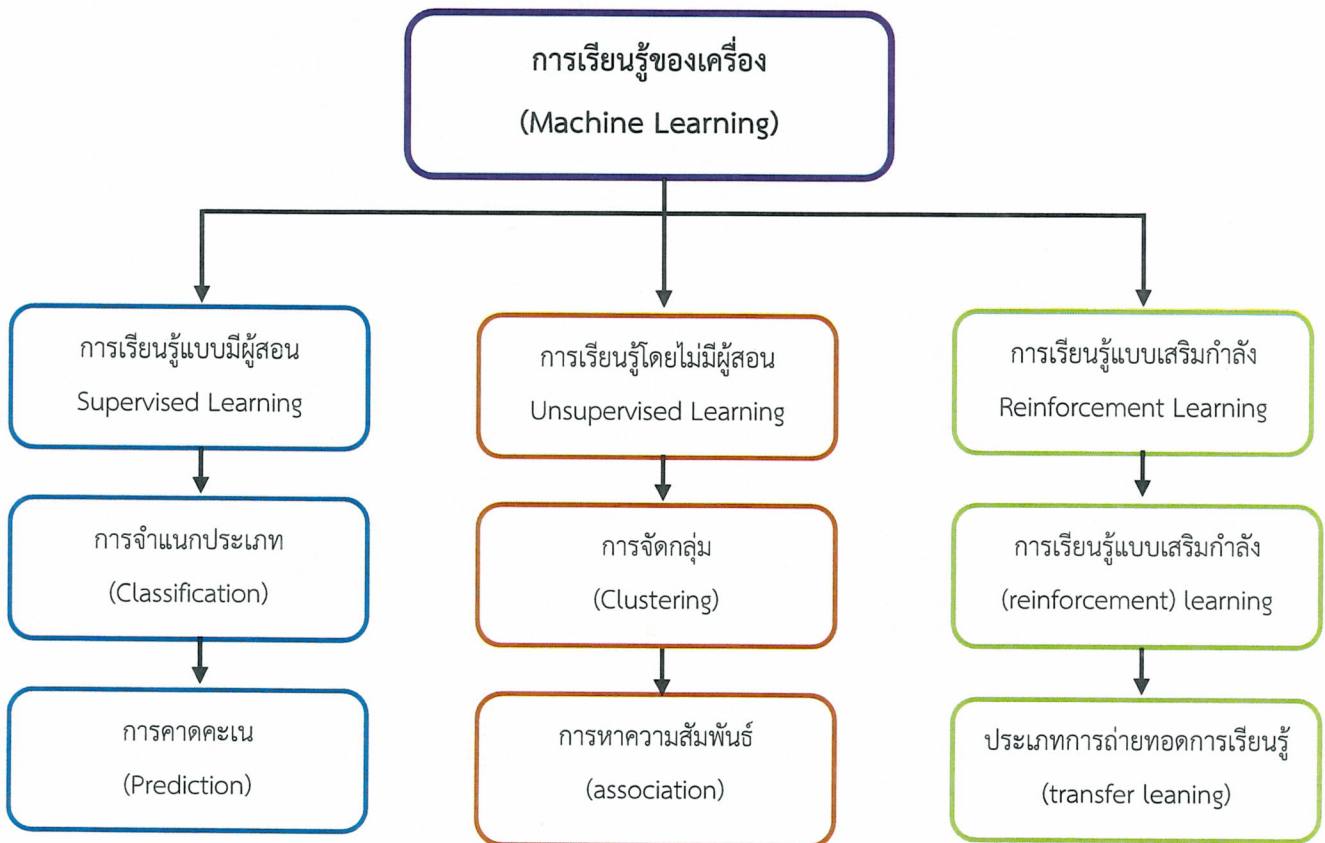 การเรียนรู้ของเครื่อง
(Machine Learning)
การเรียนรู้แบบมีผู้สอน
Supervised Learning
การเรียนรู้โดยไม่มีผู้สอน
Unsupervised Learning
การเรียนรู้แบบเสริมกำลัง
Reinforcement Learning
การจำแนกประเภท
(Classification)
การจัดกลุ่ม
(Clustering)
การเรียนรู้แบบเสริมกำลัง
(reinforcement) learning
การคาดคะเน
(Prediction)
การหาความสัมพันธ์
(association)
ประเภทการถ่ายทอดการเรียนรู้
(transfer leaning)